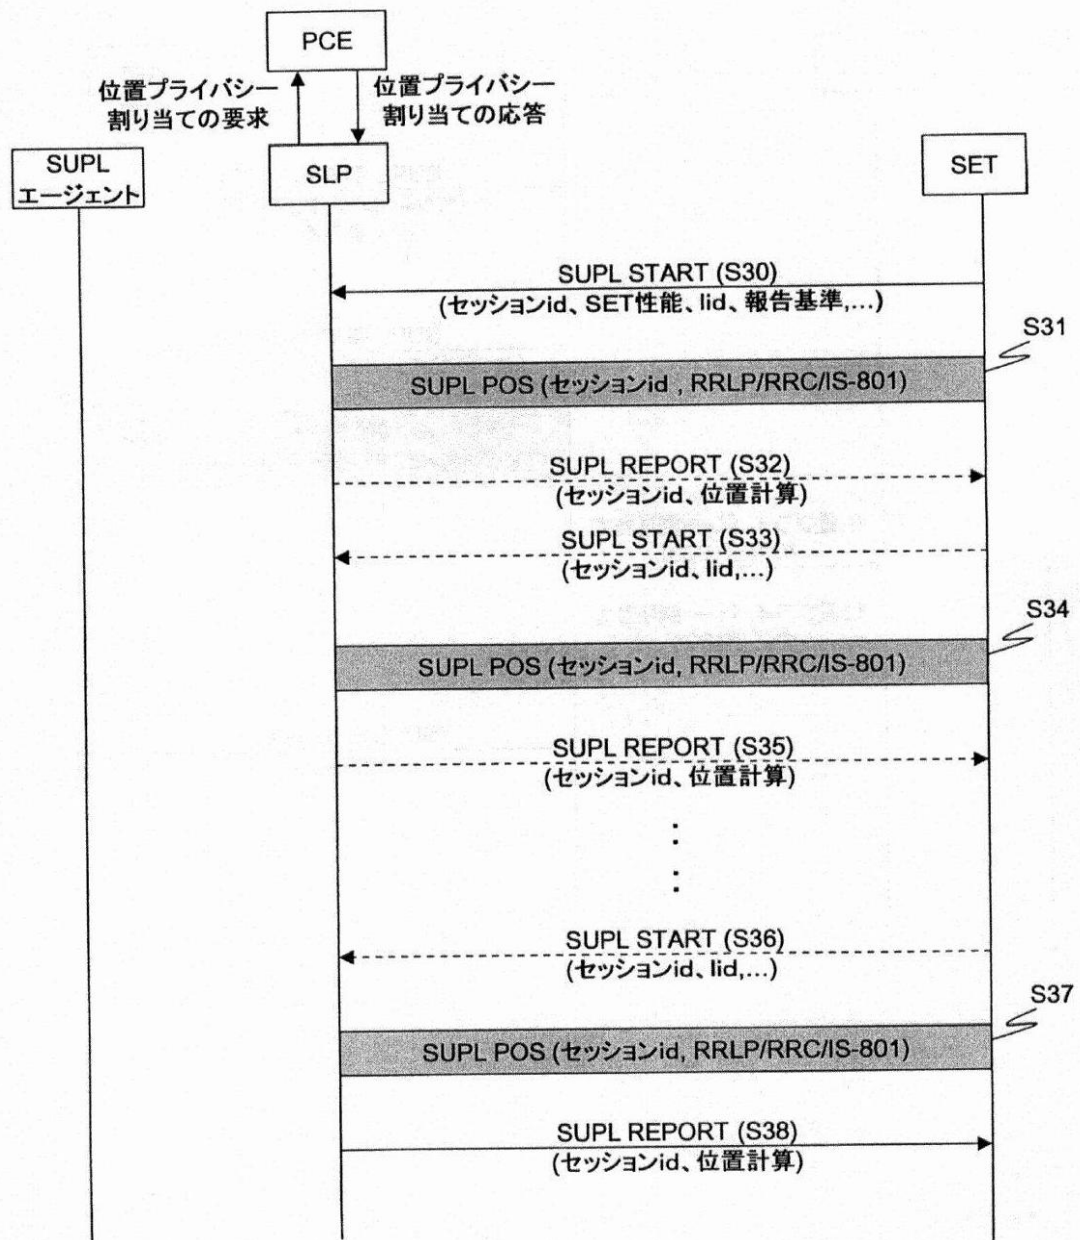 PCE
位置プライバシー
割り当ての要求
位置プライバシー
割り当ての応答
SUPL
エージェント
SLP
SET
SUPL START (S30)
(セッションid、SET性能、lid、報告基準,...)
S31
SUPL POS (セッションid , RRLP/RRC/IS-801)
SUPL REPORT (S32)
(セッションid、位置計算)
SUPL START (S33)
(セッションid、lid,...)
S34
SUPL POS (セッションid, RRLP/RRC/IS-801)
SUPL REPORT (S35)
(セッションid、位置計算)
SUPL START (S36)
(セッションid、lid,...)
S37
SUPL POS (セッションid, RRLP/RRC/IS-801)
SUPL REPORT (S38)
(セッションid、位置計算)